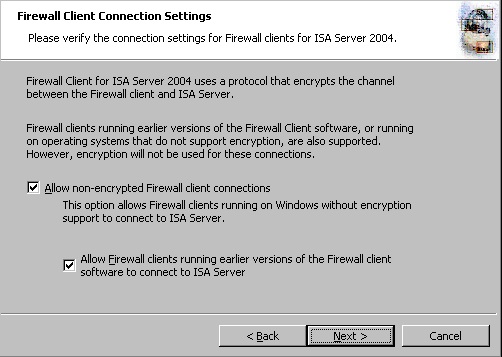 Firewall Client Connection Settings
Please verify the connection settings for Firewall clients for ISA Server 2004.
Firewall Client for ISA Server 2004 uses a protocol that encrypts the channel
between the Firewall client and ISA Server.
Firewall clients running earlier versions of the Firewall Client software, or running
on operating systems that do not support encryption, are also supported.
However, encryption will not be used for these connections.
Allow non-encrypted Firewall client connections
This option allows Firewall clients running on Windows without encryption
support to connect to ISA Server.
Allow Firewall clients running earlier versions of the Firewall client
software to connect to ISA Server
< Back
Next >
Cancel